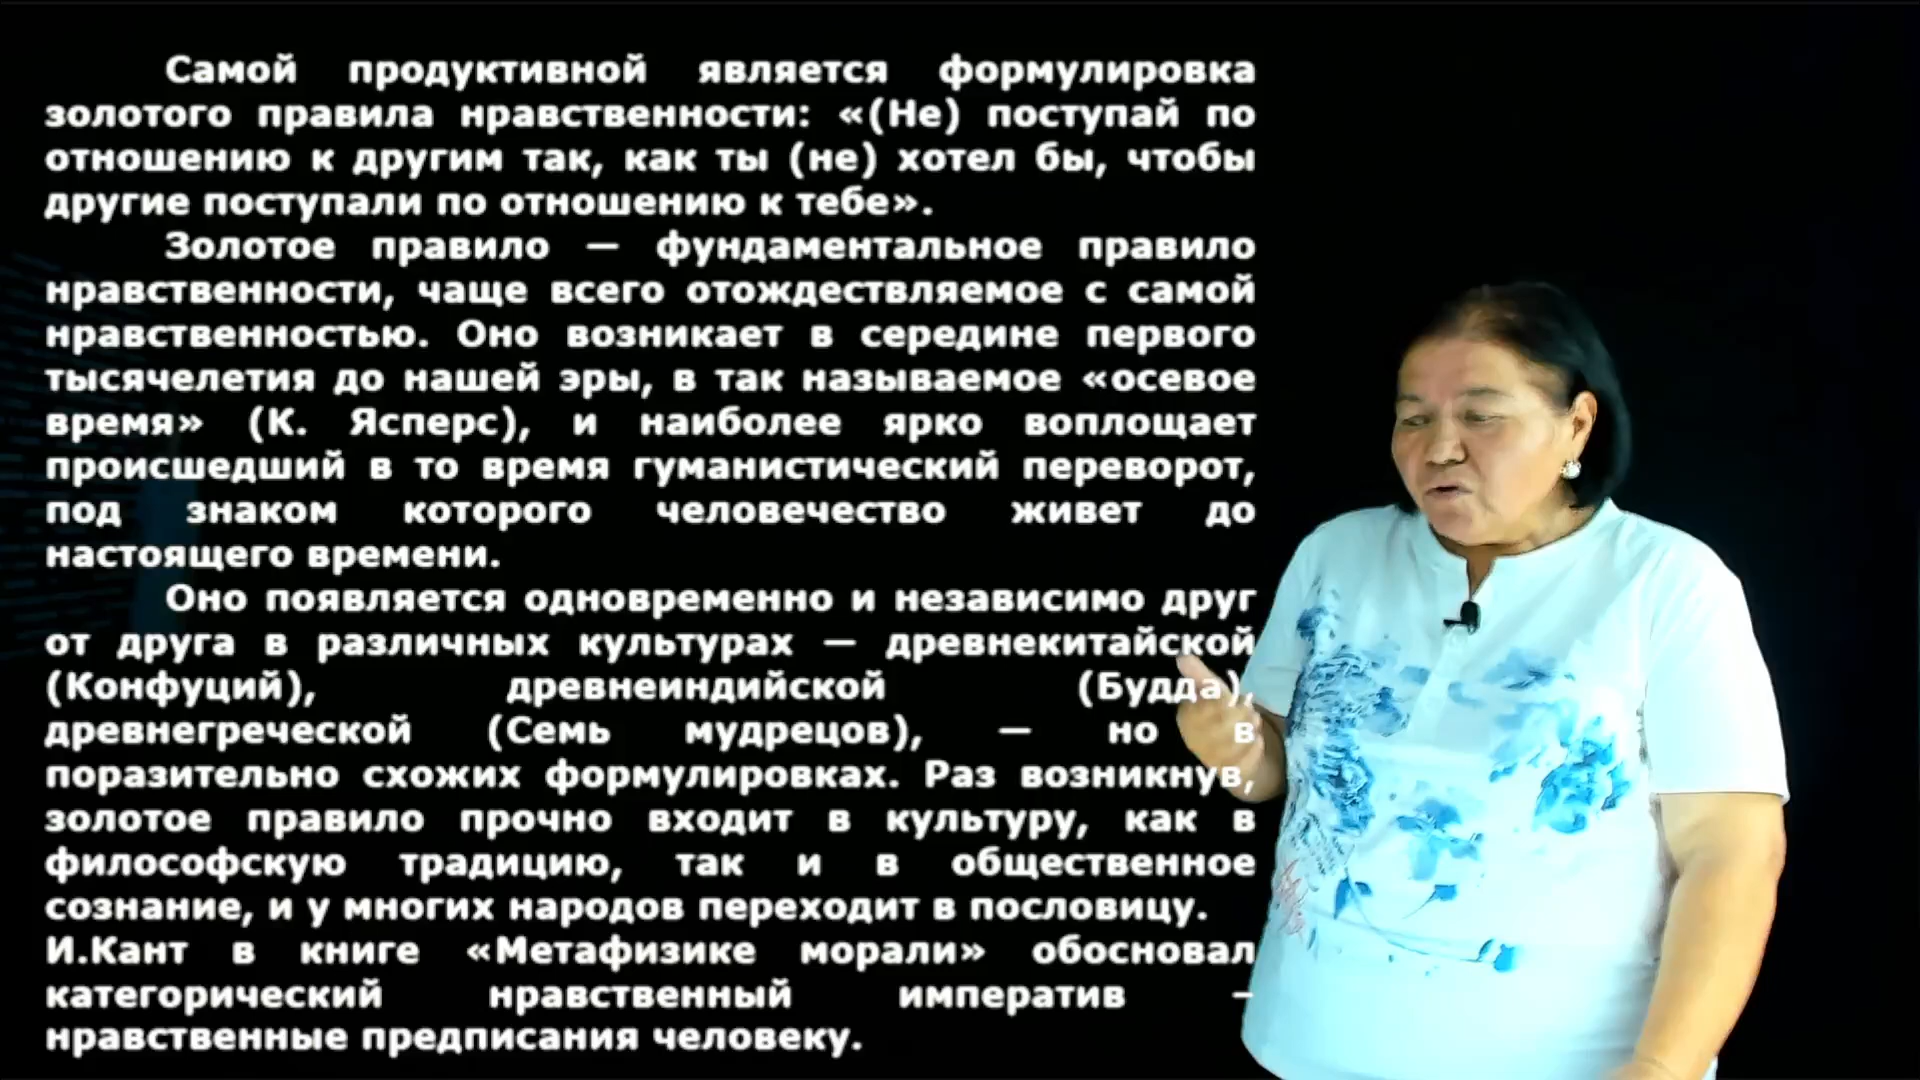 Самой продуктивной является формулировка
золотого правила нравственности: «(Не) поступай по
отношению к другим так, как ты (не) хотел бы, чтобы
другие поступали по отношению к тебе».
Золотое правило — фундаментальное правило
нравственности, чаще всего отождествляемое с самой
нравственностью. Оно возникает в середине первого
тысячелетия до нашей эры, в так называемое «осевое
время» (К. Ясперс), и наиболее ярко воплощает
происшедший в то время гуманистический переворот,
под знаком которого человечество живет до
настоящего времени.
Оно появляется одновременно и независимо друг
от друга в различных культурах — древнекитайской
(Конфуций), древнеиндийской (Будда),
древнегреческой (Семь мудрецов), — но в
поразительно схожих формулировках. Раз возникнув,
золотое правило прочно входит в культуру, как в
философскую традицию, так и в общественное
сознание, и у многих народов переходит в пословицу.
И.Кант в книге «Метафизике морали» обосновал
категорический нравственный императив –
нравственные предписания человеку.